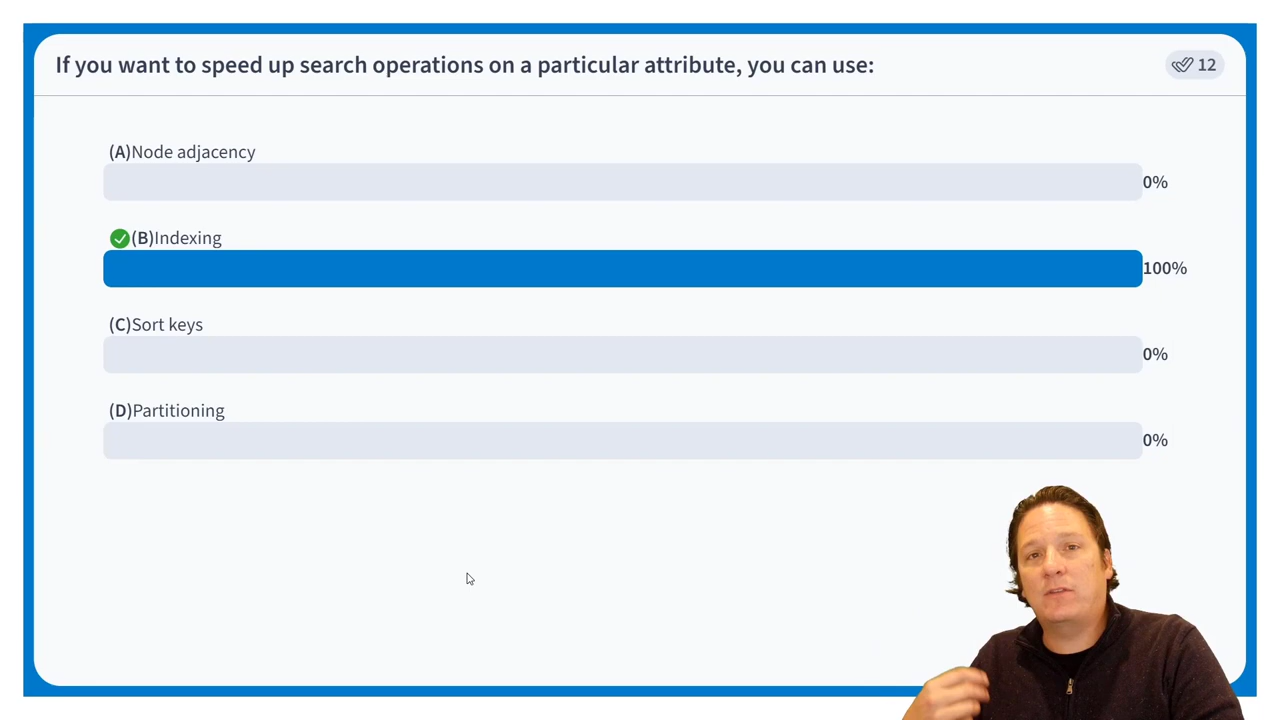 If you want to speed up search operations on a particular attribute, you can use:
12
(A)Node adjacency
0%
(B)Indexing
100%
(C)Sort keys
0%
(D)Partitioning
0%